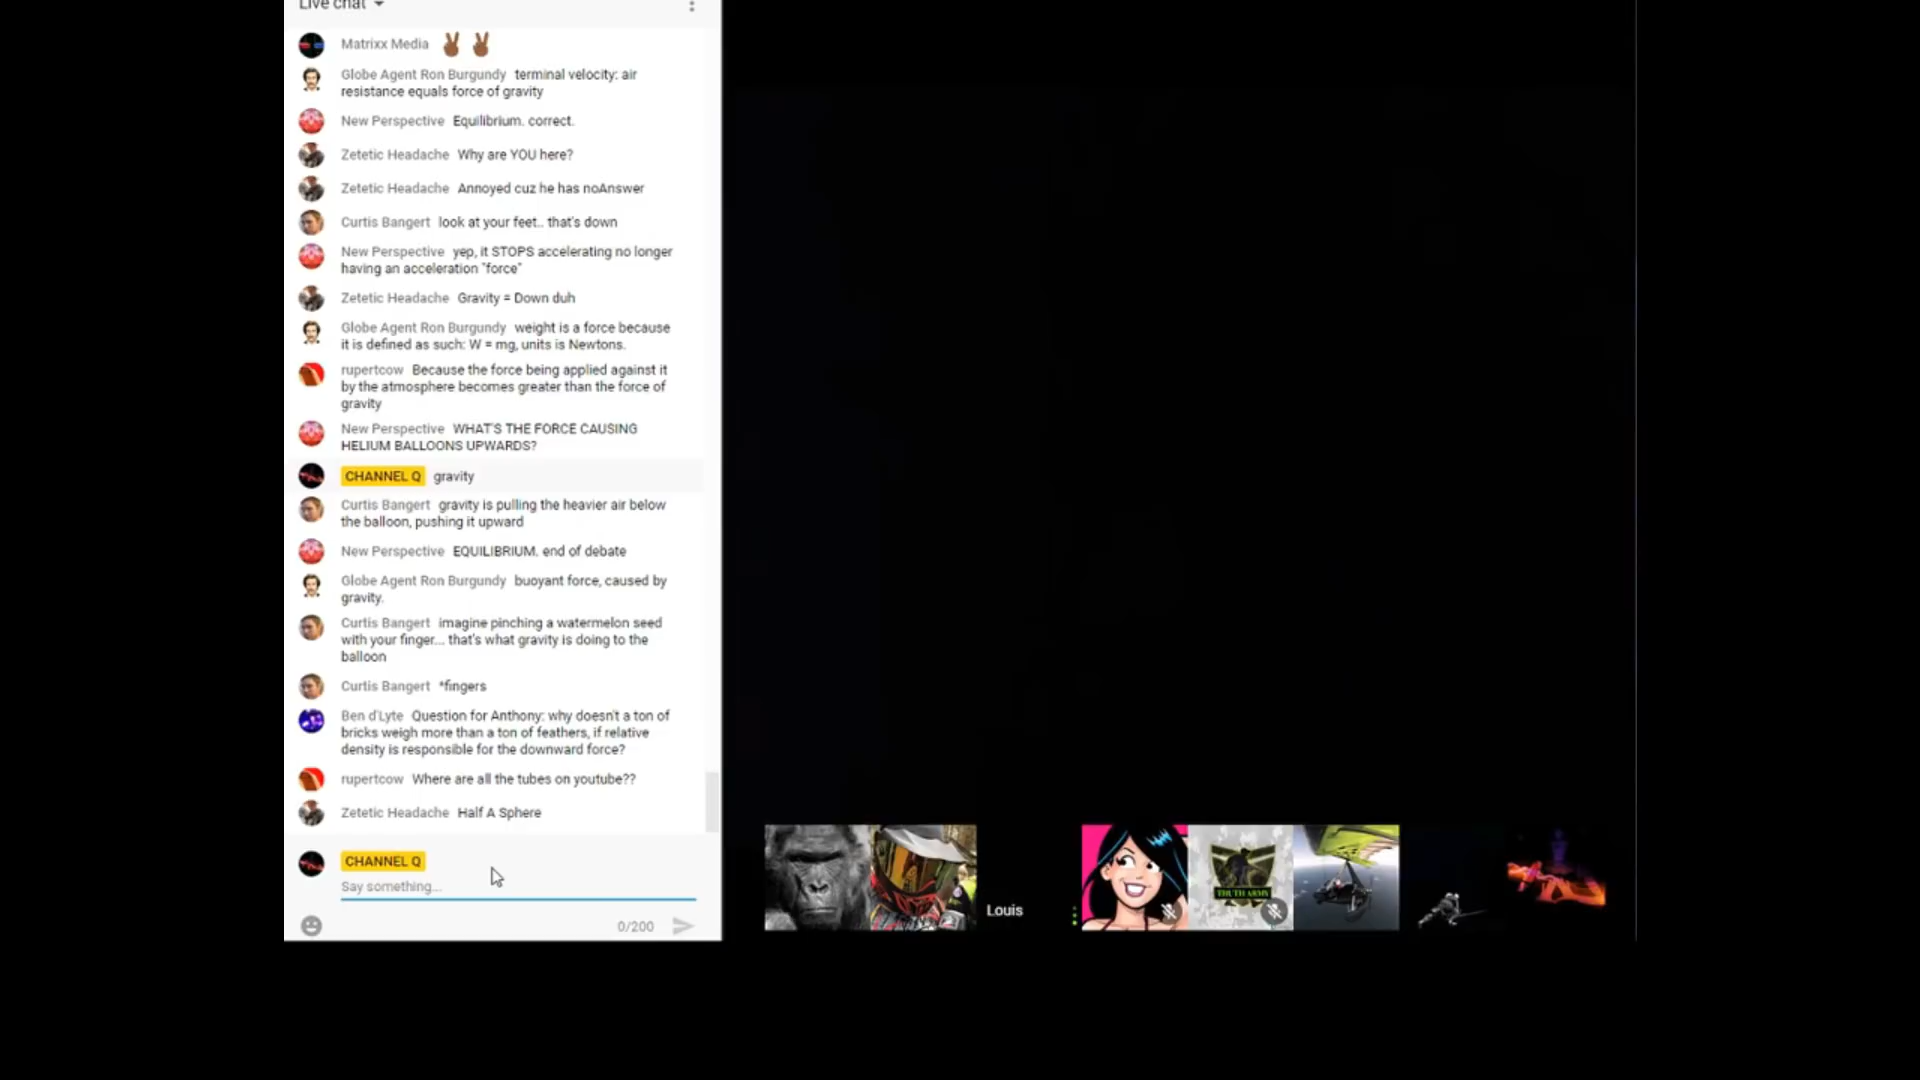 Live chat
Matrixx Media ✌🏾 ✌🏾
Globe Agent Ron Burgundy terminal velocity: air
resistance equals force of gravity
New Perspective Equilibrium. correct.
Zetetic Headache Why are YOU here?
Zetetic Headache Annoyed cuz he has noAnswer
Curtis Bangert look at your feet.. that's down
New Perspective yep, it STOPS accelerating no longer
having an acceleration "force"
Zetetic Headache Gravity = Down duh
Globe Agent Ron Burgundy weight is a force because
it is defined as such: W = mg, units is Newtons.
rupertcow Because the force being applied against it
by the atmosphere becomes greater than the force of
gravity
New Perspective WHAT'S THE FORCE CAUSING
HELIUM BALLOONS UPWARDS?
CHANNEL Q gravity
Curtis Bangert gravity is pulling the heavier air below
the balloon, pushing it upward
New Perspective EQUILIBRIUM. end of debate
Globe Agent Ron Burgundy buoyant force, caused by
gravity.
Curtis Bangert imagine pinching a watermelon seed
with your finger... that's what gravity is doing to the
balloon
Curtis Bangert *fingers
Ben d'Lyte Question for Anthony: why doesn't a ton of
bricks weigh more than a ton of feathers, if relative
density is responsible for the downward force?
rupertcow Where are all the tubes on youtube??
Zetetic Headache Half A Sphere
CHANNEL Q
Say something...
0/200
Louis
TRUTH ARMY